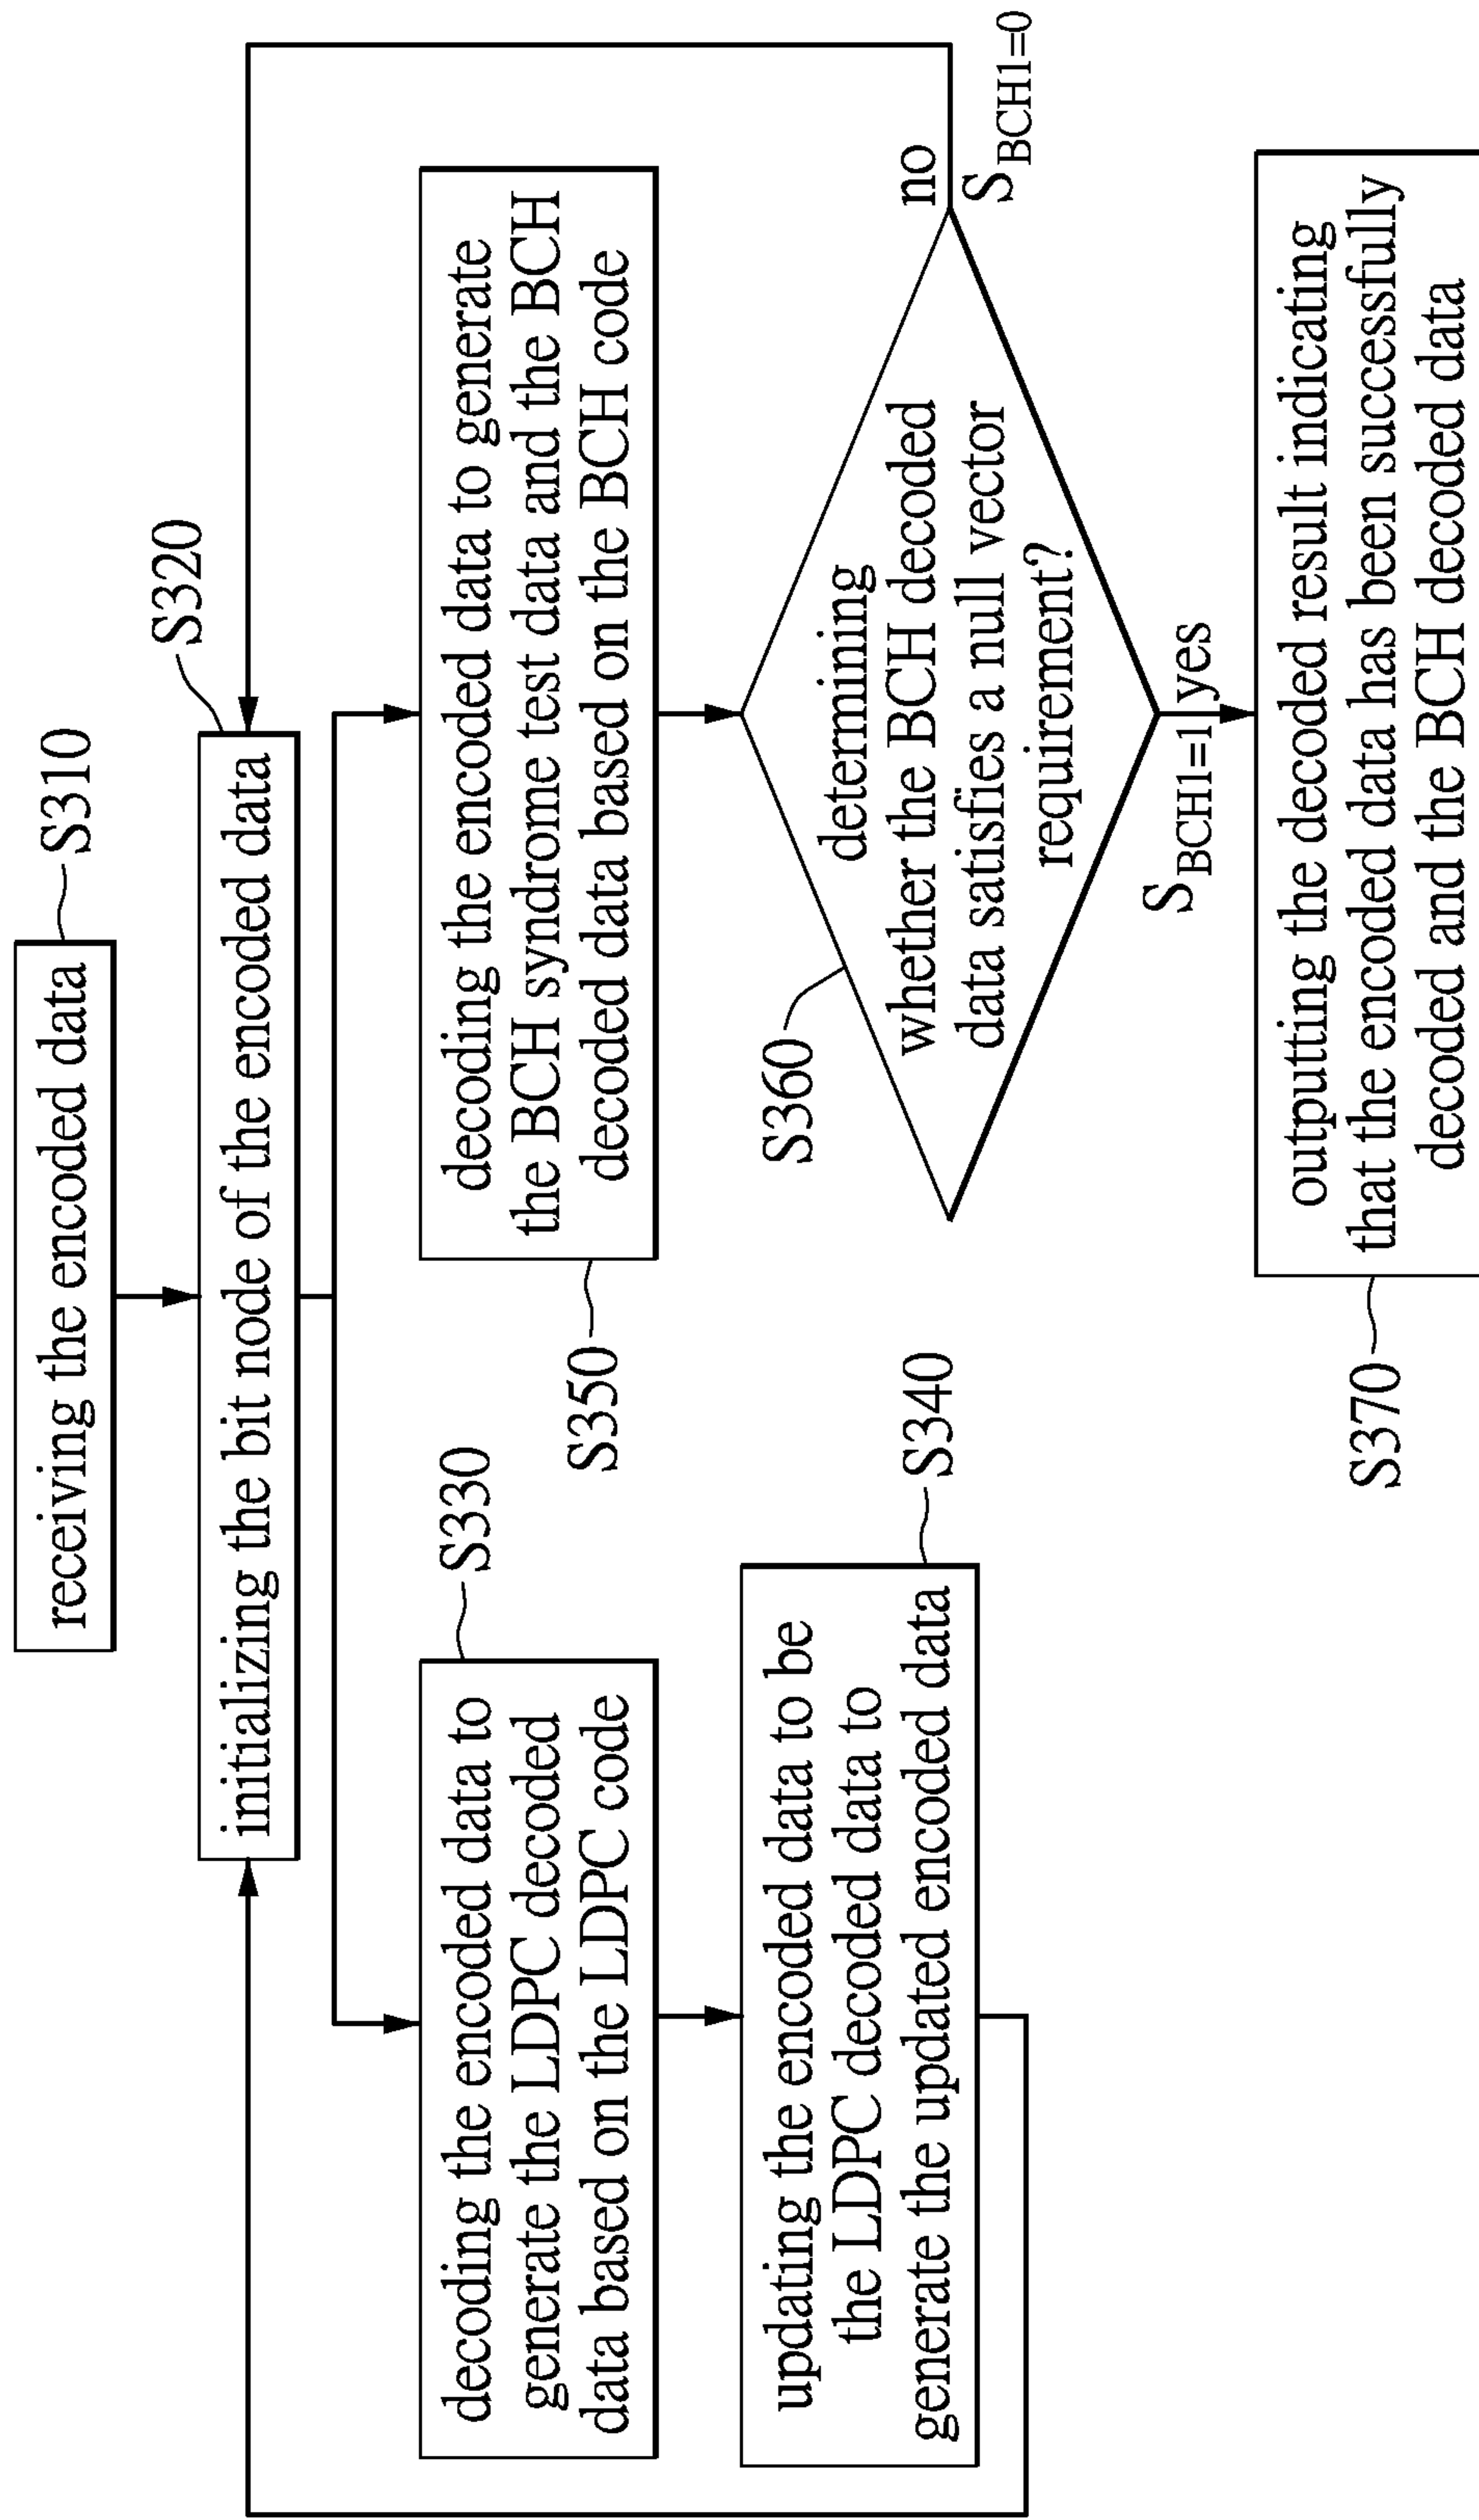 receiving the encoded data
S310
initializing the bit node of the encoded data
S320
decoding the encoded data to
generate the LDPC decoded
data based on the LDPC code
S330
updating the encoded data to be
the LDPC decoded data to
generate the updated encoded data
S340
decoding the encoded data to generate
the BCH syndrome test data and the BCH
decoded data based on the BCH code
S350
determining
whether the BCH decoded
data satisfies a null vector
requirement?
S360
no
SBCH1=0
SBCH1=1 yes
outputting the decoded result indicating
that the encoded data has been successfully
decoded and the BCH decoded data
S370